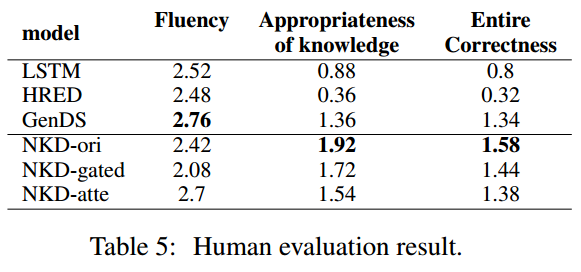 model Fluency Appropriateness of knowledge Entire Correctness
LSTM 2.52 0.88 0.8
HRED 2.48 0.36 0.32
GenDS 2.76 1.36 1.34
NKD-ori 2.42 1.92 1.58
NKD-gated 2.08 1.72 1.44
NKD-atte 2.7 1.54 1.38
Table 5: Human evaluation result.